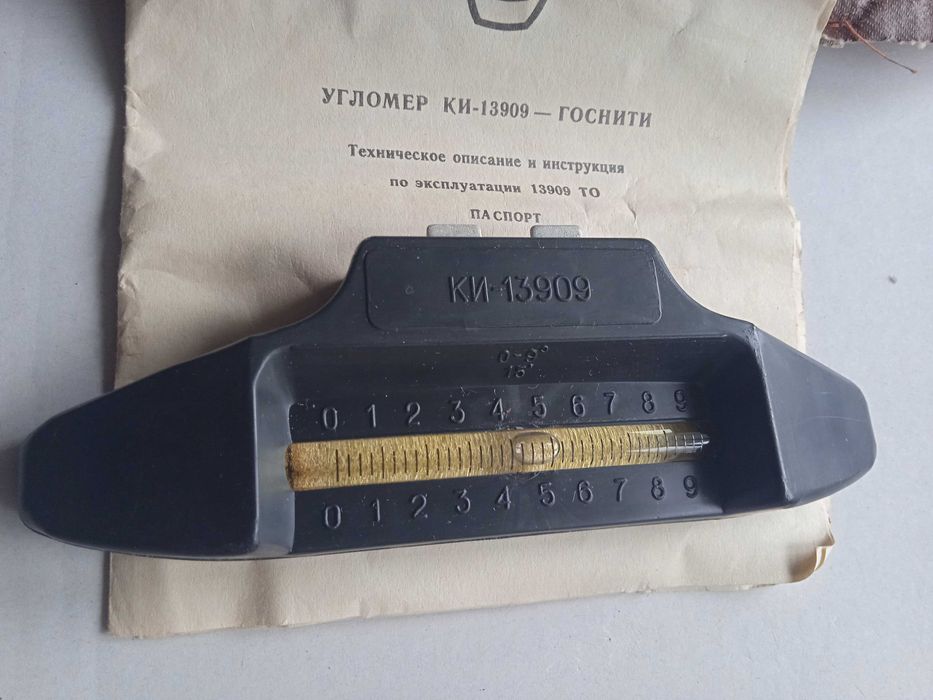 УГЛОМЕР КИ-13909 — ГОСНИТИ
Техническое описание и инструкция
по эксплуатации 13909 ТО
ПАСПОРТ
КИ-13909
0-9°
15'
0 1 2 3 4 5 6 7 8 9
0 1 2 3 4 5 6 7 8 9